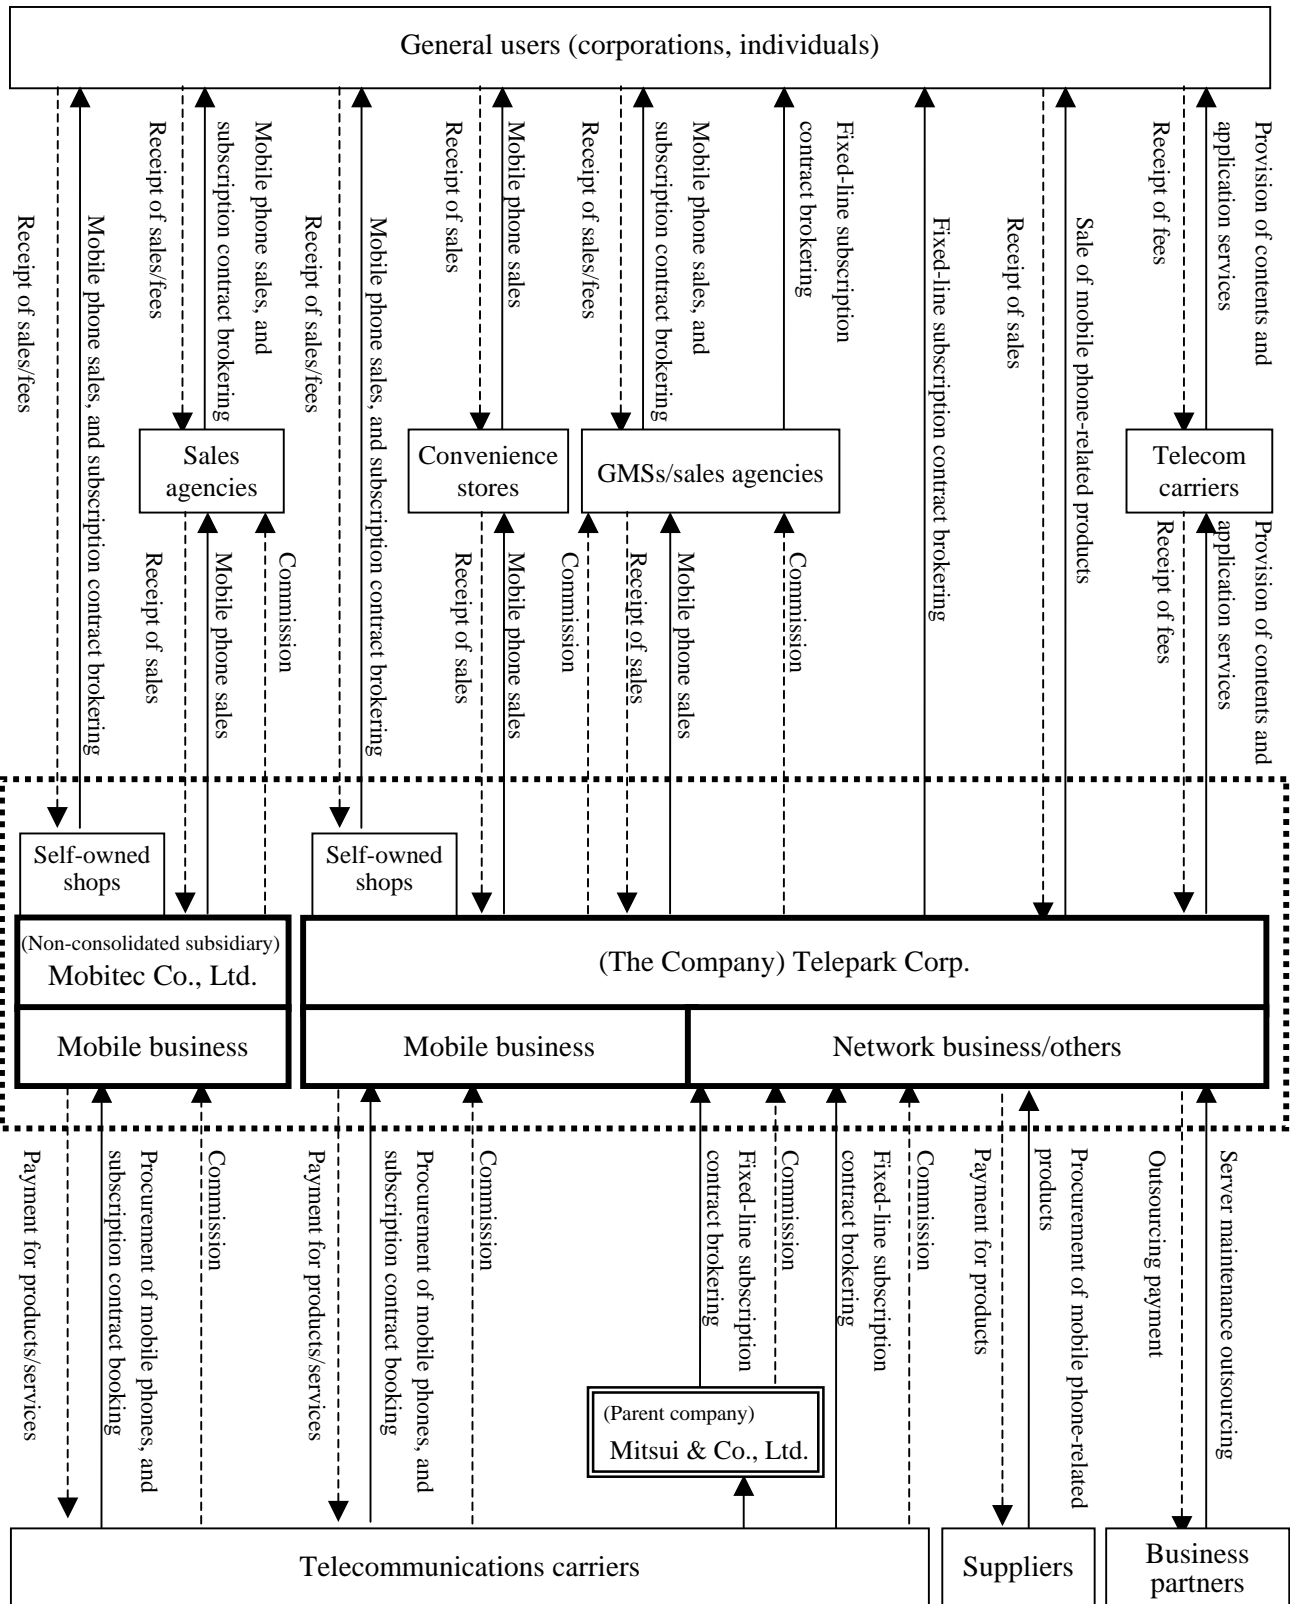 General users (corporations, individuals)
Receipt of sales/fees
Mobile phone sales, and subscription contract brokering
Receipt of sales/fees
Mobile phone sales, and
subscription contract brokering
Receipt of sales/fees
Mobile phone sales, and subscription contract brokering
Receipt of sales
Mobile phone sales
Receipt of sales/fees
Mobile phone sales, and
subscription contract brokering
Fixed-line subscription
contract brokering
Fixed-line subscription contract brokering
Receipt of sales
Sale of mobile phone-related products
Receipt of fees
Provision of contents and
application services
Sales
agencies
Convenience
stores
GMSs/sales agencies
Telecom
carriers
Receipt of sales
Mobile phone sales
Commission
Receipt of sales
Mobile phone sales
Commission
Receipt of sales
Mobile phone sales
Commission
Receipt of fees
Provision of contents and
application services
Self-owned
shops
Self-owned
shops
(Non-consolidated subsidiary)
Mobitec Co., Ltd.
(The Company) Telepark Corp.
Mobile business
Mobile business
Network business/others
Payment for products/services
Procurement of mobile phones, and
subscription contract booking
Commission
Payment for products/services
Procurement of mobile phones, and
subscription contract booking
Commission
Fixed-line subscription
contract brokering
Commission
Fixed-line subscription
contract brokering
Commission
Payment for products
Procurement of mobile phone-related
products
Outsourcing payment
Server maintenance outsourcing
(Parent company)
Mitsui & Co., Ltd.
Telecommunications carriers
Suppliers
Business
partners